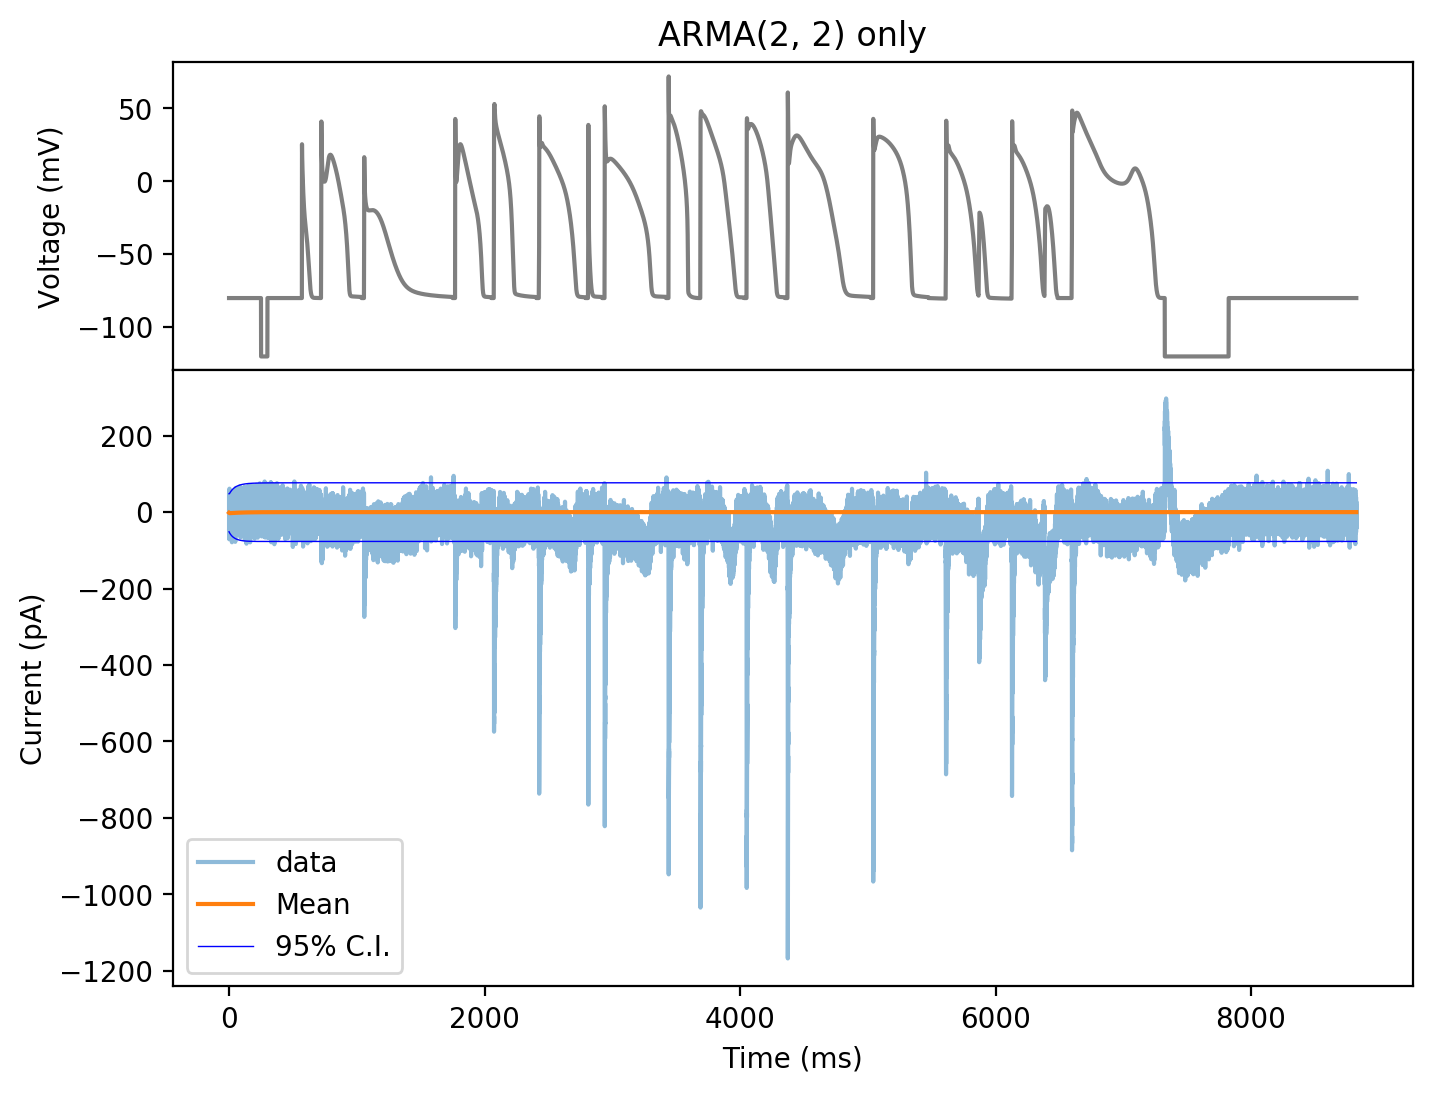 ARMA(2, 2) only
50
0
−50
−100
Voltage (mV)
200
0
−200
−400
−600
−800
−1000
−1200
Current (pA)
data
Mean
95% C.I.
0 2000 4000 6000 8000
Time (ms)